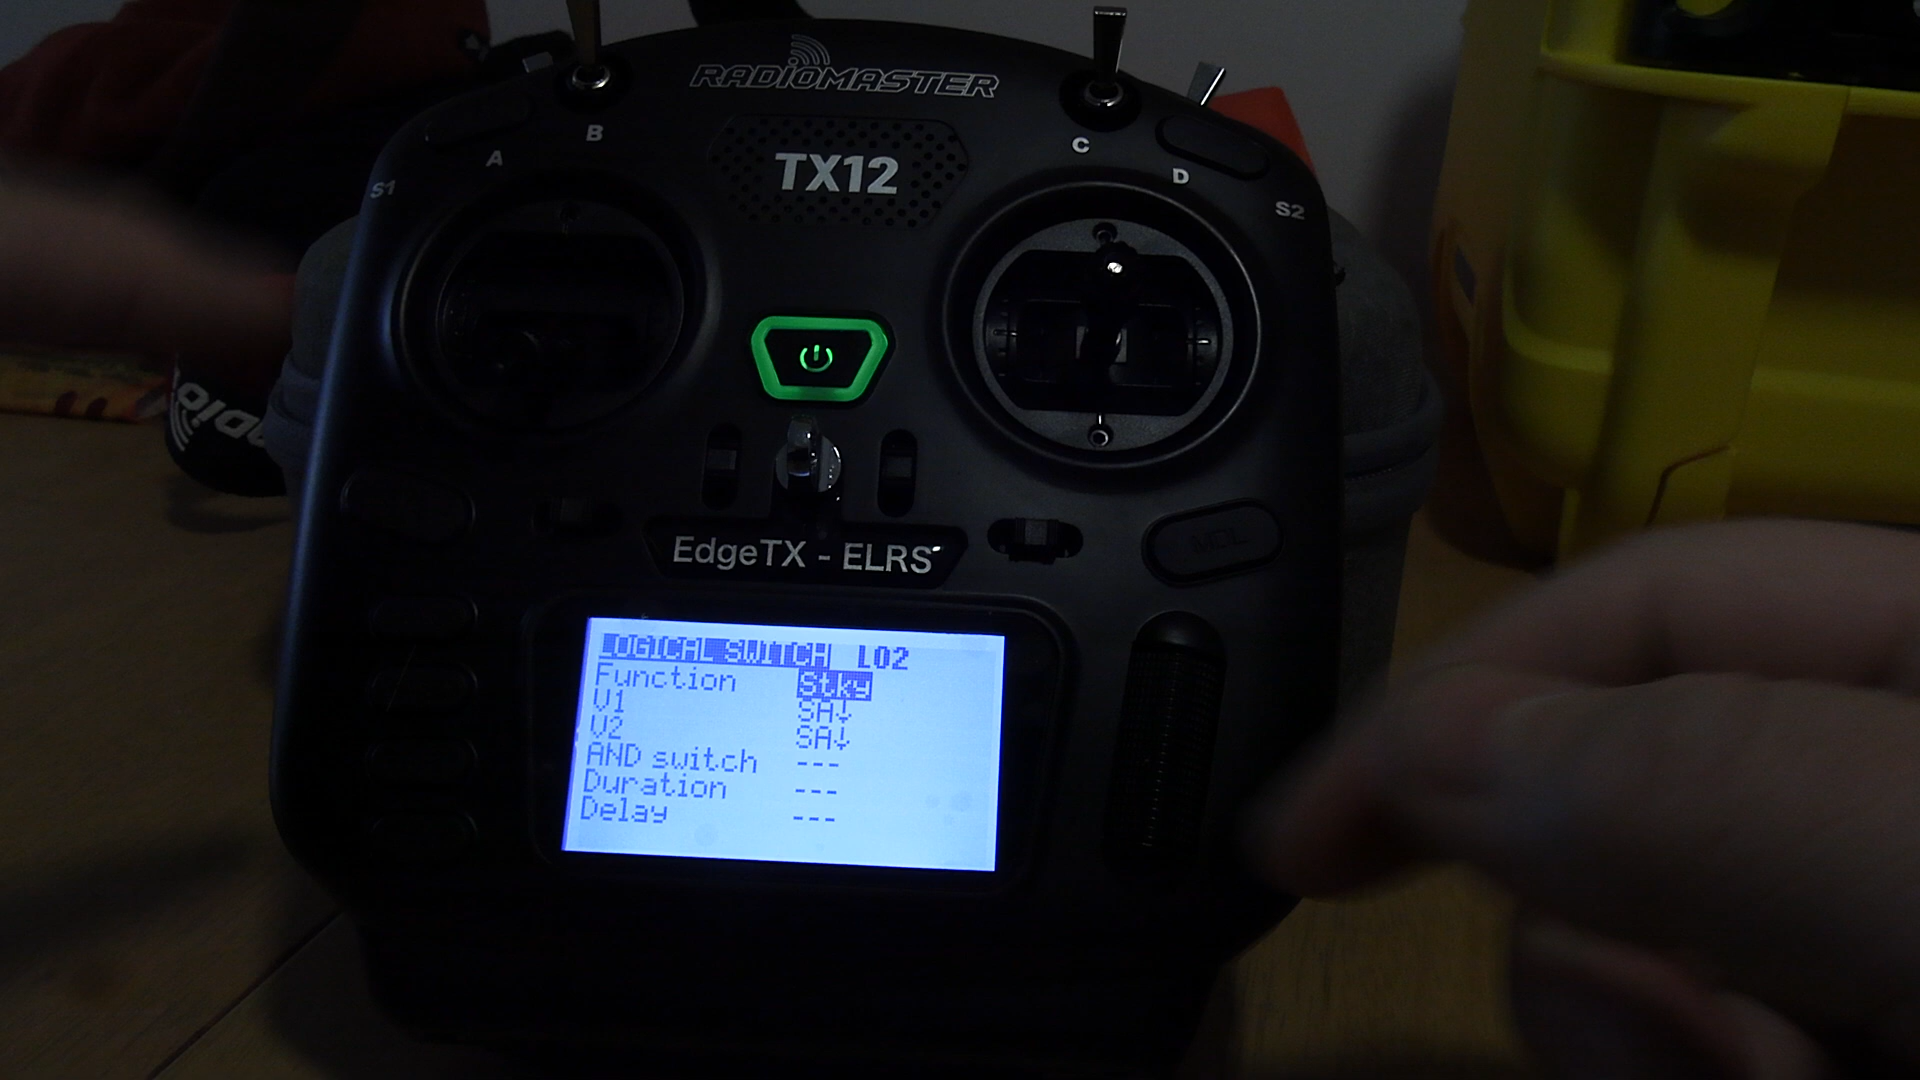 RADIOMASTER
B
C
A
TX12
D
S1
S2
EdgeTX - ELRS
MDL
LOGICAL SWITCH L02
Function Stky
V1 SA↓
V2 SA↓
AND switch ---
Duration ---
Delay ---